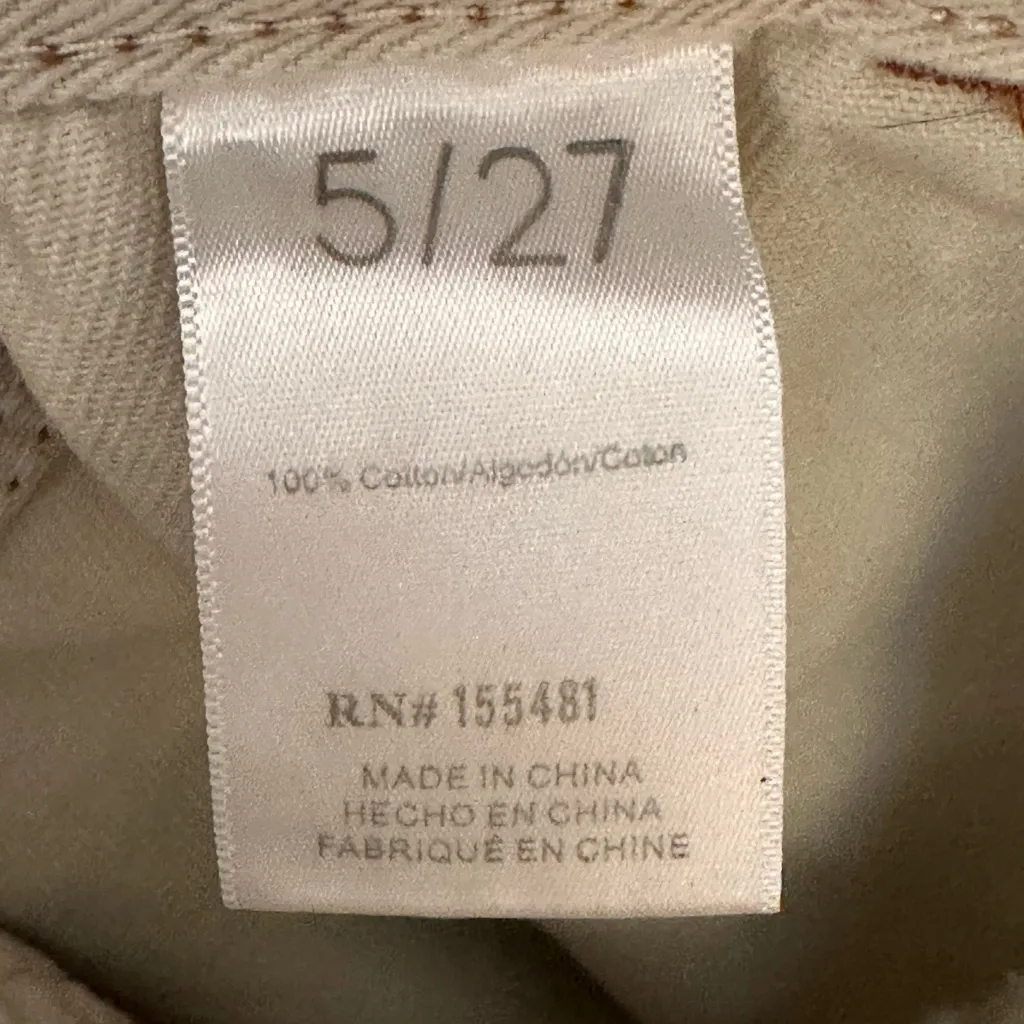 5/27
100% Cotton/Algodón/Coton
RN# 155481
MADE IN CHINA
HECHO EN CHINA
FABRIQUÉ EN CHINE